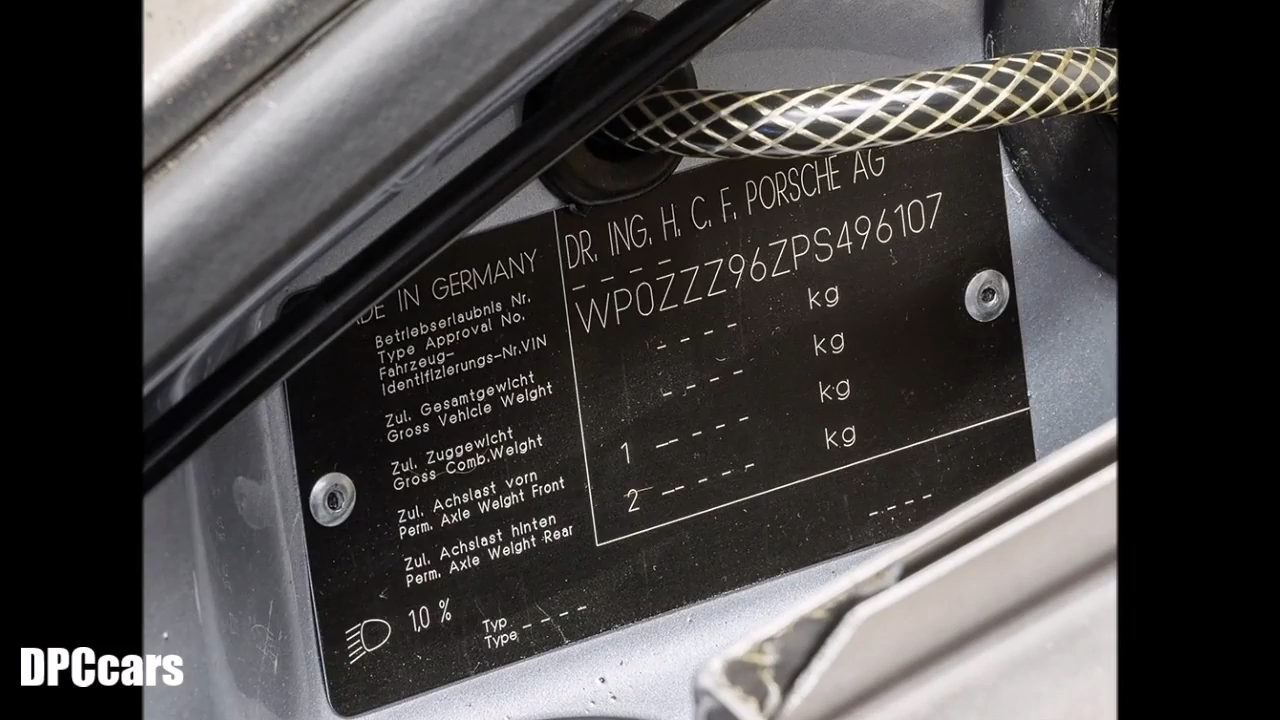 DE IN GERMANY
Betriebserlaubnis Nr.
Type Approval No.
Fahrzeug-
Identifizierungs-Nr.VIN
Zul. Gesamtgewicht
Gross Vehicle Weight
Zul. Zuggewicht
Gross Comb.Weight
Zul. Achslast vorn
Perm. Axle Weight Front
Zul. Achslast hinten
Perm. Axle Weight Rear
1,0 %
Typ
Type - - - -
DR. ING. H. C. F. PORSCHE AG
- - - - -
WP0ZZZ96ZPS496107
- - - - kg
- - - - kg
1 - - - - - kg
2 - - - - - kg
- - - -
DPCcars